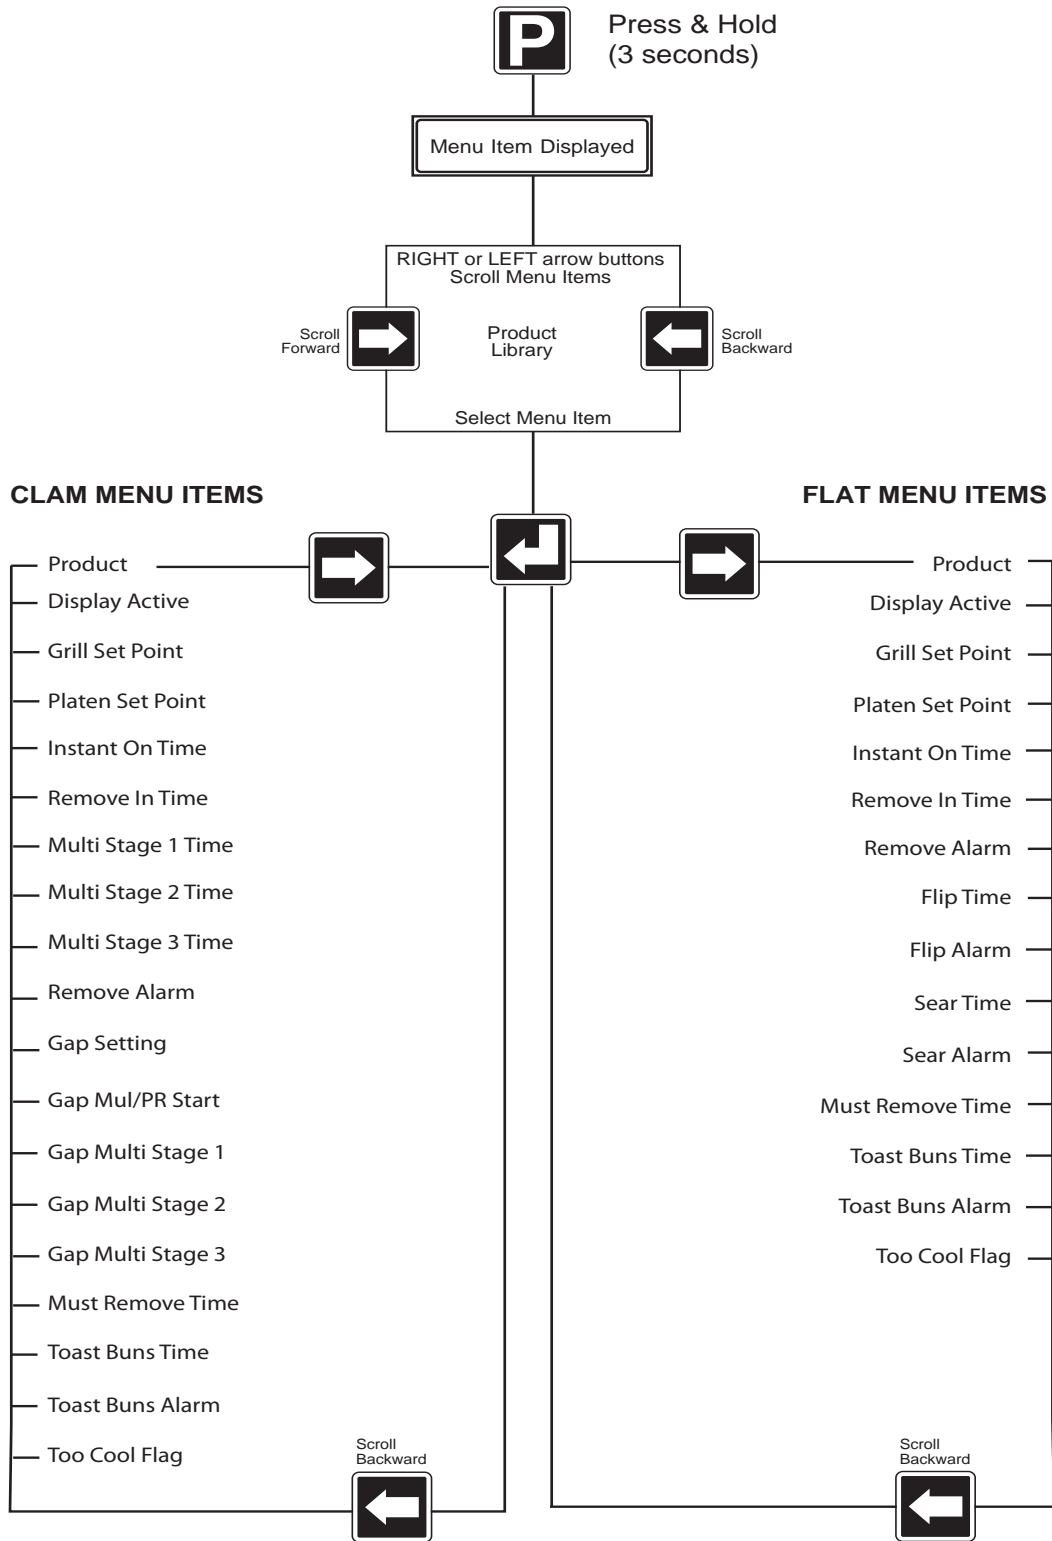 P
Press & Hold
(3 seconds)
Menu Item Displayed
RIGHT or LEFT arrow buttons
Scroll Menu Items
Scroll
Forward
Product
Library
Scroll
Backward
Select Menu Item
CLAM MENU ITEMS
Product
Display Active
Grill Set Point
Platen Set Point
Instant On Time
Remove In Time
Multi Stage 1 Time
Multi Stage 2 Time
Multi Stage 3 Time
Remove Alarm
Gap Setting
Gap Mul/PR Start
Gap Multi Stage 1
Gap Multi Stage 2
Gap Multi Stage 3
Must Remove Time
Toast Buns Time
Toast Buns Alarm
Too Cool Flag
Scroll
Backward
FLAT MENU ITEMS
Product
Display Active
Grill Set Point
Platen Set Point
Instant On Time
Remove In Time
Remove Alarm
Flip Time
Flip Alarm
Sear Time
Sear Alarm
Must Remove Time
Toast Buns Time
Toast Buns Alarm
Too Cool Flag
Scroll
Backward